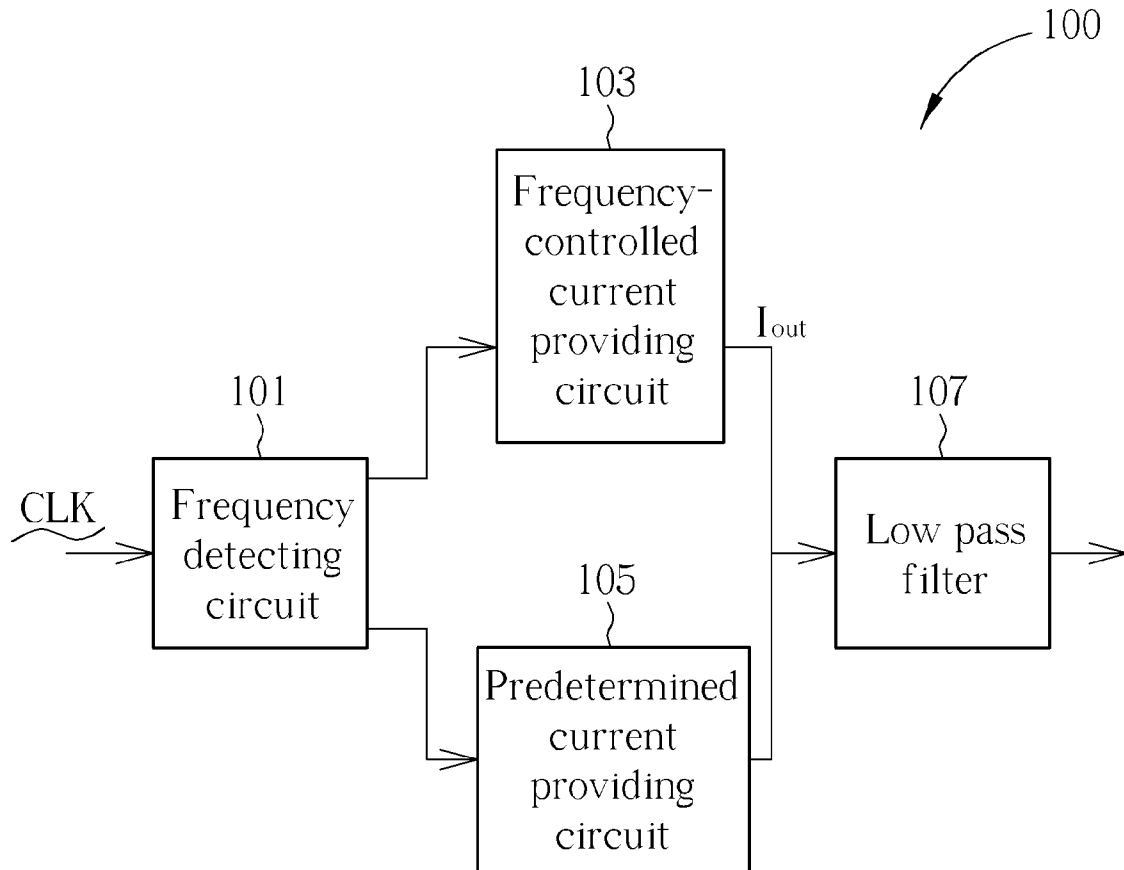 100
103
Frequency-
controlled
current
providing
circuit
Iout
101
CLK
Frequency
detecting
circuit
107
Low pass
filter
105
Predetermined
current
providing
circuit